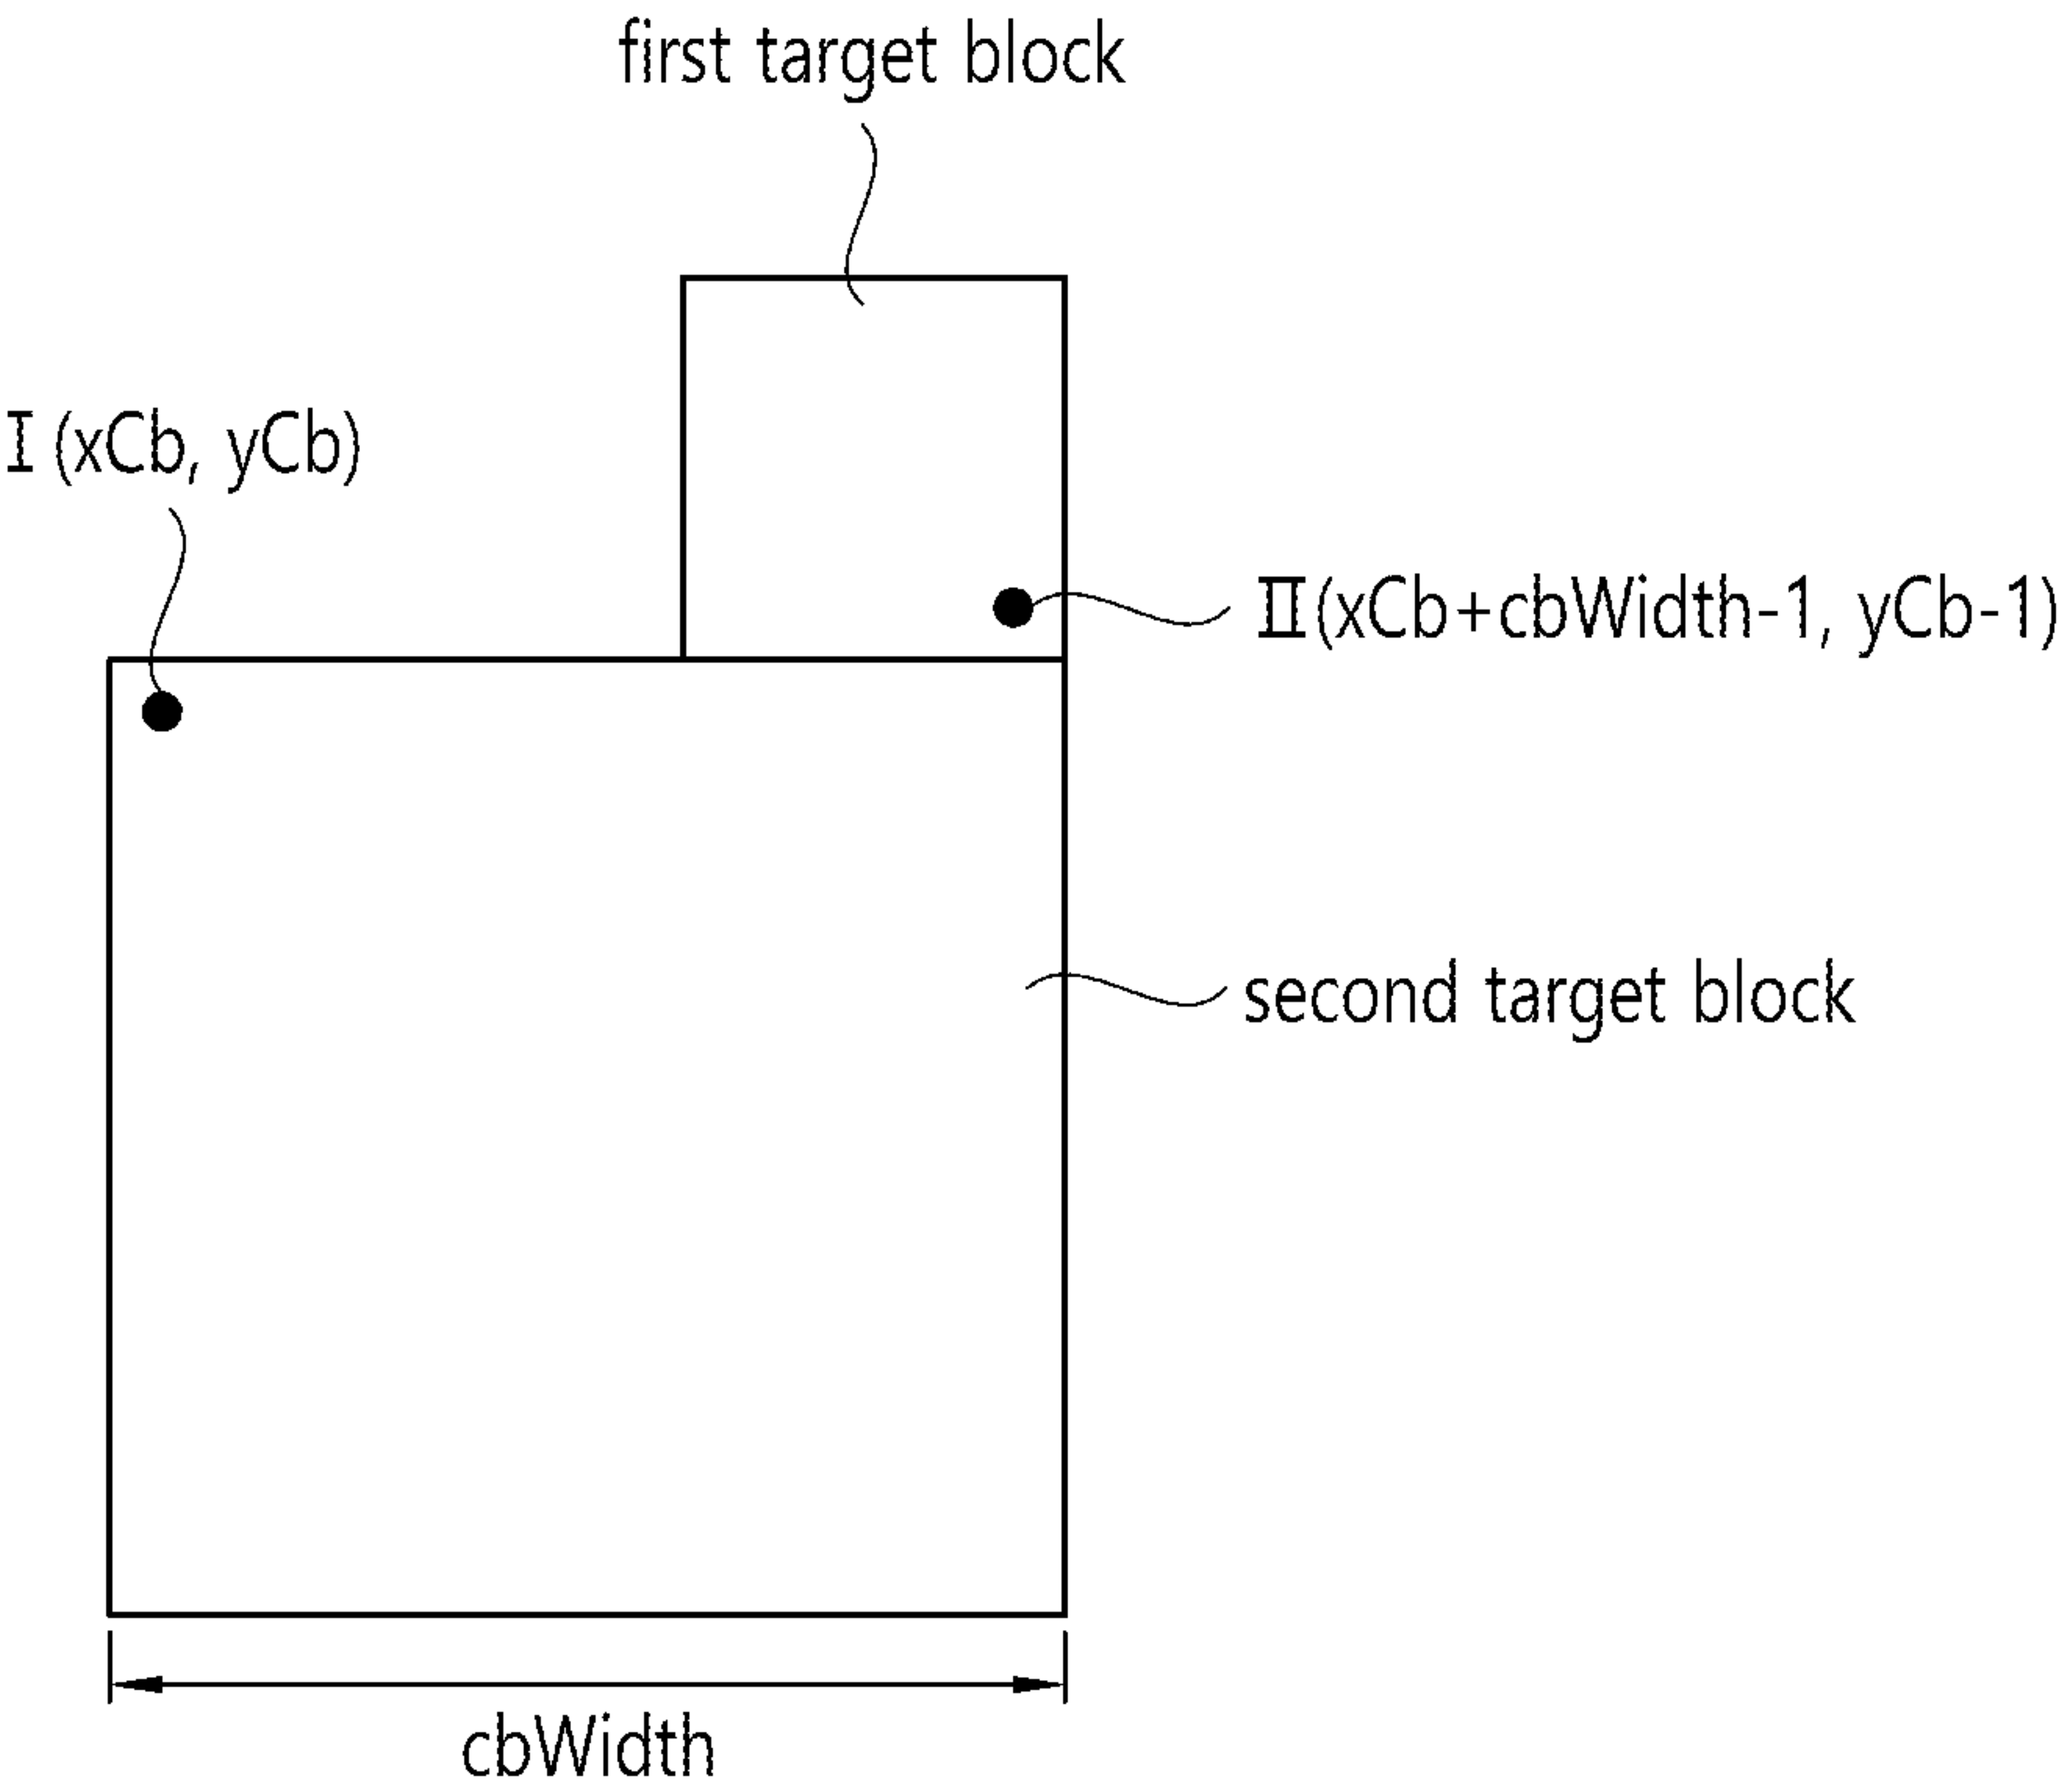 first target block
Ⅰ(xCb, yCb)
Ⅱ(xCb+cbWidth-1, yCb-1)
second target block
cbWidth